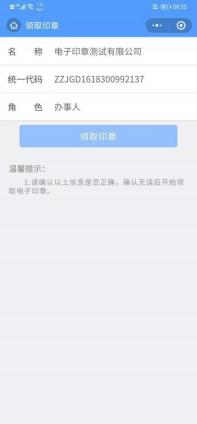 09:33
领取印章
名 称 电子印章测试有限公司
统一代码 ZZJGD1618300992137
角 色 办事人
领取印章
温馨提示:
1.请确认以上信息是否正确，确认无误后开始领
取电子印章。